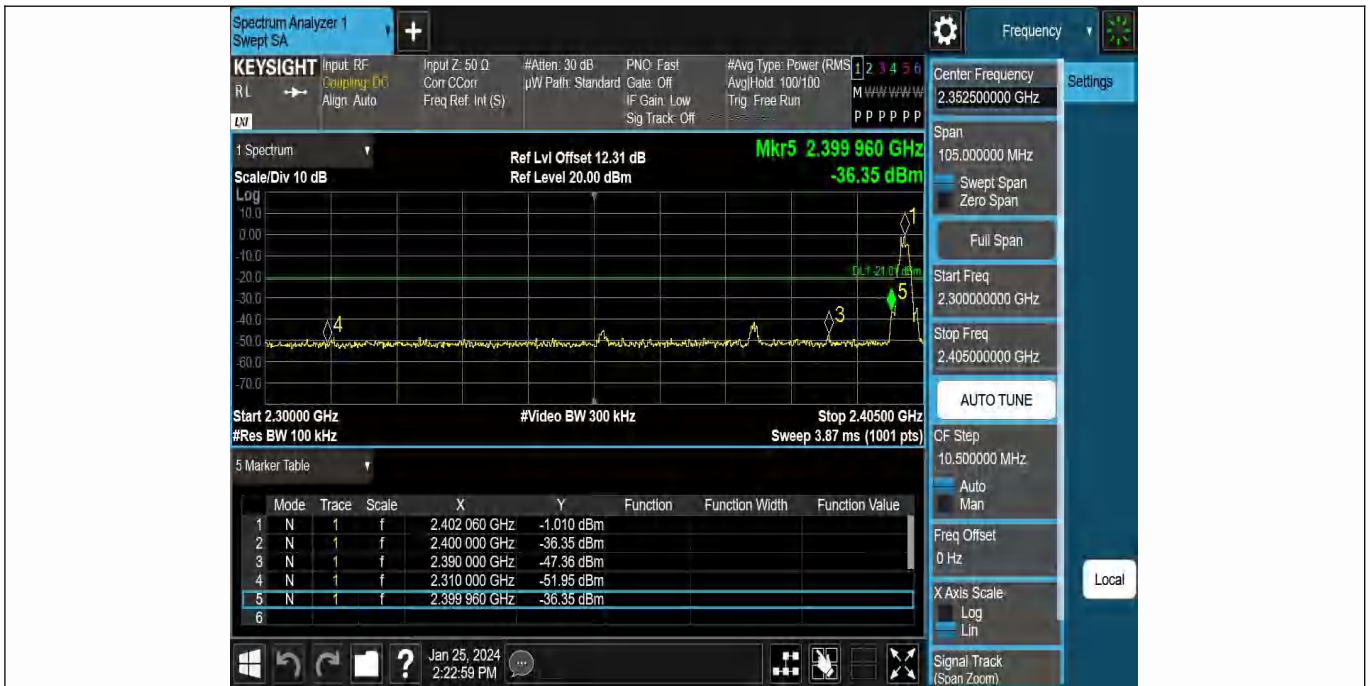 Spectrum Analyzer 1
Swept SA
+
Frequency
KEYSIGHT
RL
LXI
Input: RF
Coupling: DC
Align: Auto
Input Z: 50 Ω
Corr CCorr
Freq Ref: Int (S)
#Atten: 30 dB
µW Path: Standard
PNO: Fast
Gate: Off
IF Gain: Low
Sig Track: Off
#Avg Type: Power (RMS
Avg|Hold: 100/100
Trig: Free Run
1 2 3 4 5 6
M W W W W W
P P P P P P
Center Frequency
2.352500000 GHz
Settings
Span
105.000000 MHz
Swept Span
Zero Span
Full Span
Start Freq
2.300000000 GHz
Stop Freq
2.405000000 GHz
AUTO TUNE
CF Step
10.500000 MHz
Auto
Man
Freq Offset
0 Hz
X Axis Scale
Log
Lin
Signal Track
(Span Zoom)
Local
1 Spectrum
Scale/Div 10 dB
Ref Lvl Offset 12.31 dB
Ref Level 20.00 dBm
Mkr5 2.399 960 GHz
-36.35 dBm
Log
10.0
0.00
-10.0
-20.0
-30.0
-40.0
-50.0
-60.0
-70.0
1
DL1 -21.01 dBm
5
3
4
Start 2.30000 GHz
#Video BW 300 kHz
Stop 2.40500 GHz
#Res BW 100 kHz
Sweep 3.87 ms (1001 pts)
5 Marker Table
Mode Trace Scale X Y Function Function Width Function Value
1 N 1 f 2.402 060 GHz -1.010 dBm
2 N 1 f 2.400 000 GHz -36.35 dBm
3 N 1 f 2.390 000 GHz -47.36 dBm
4 N 1 f 2.310 000 GHz -51.95 dBm
5 N 1 f 2.399 960 GHz -36.35 dBm
6
?
Jan 25, 2024
2:22:59 PM